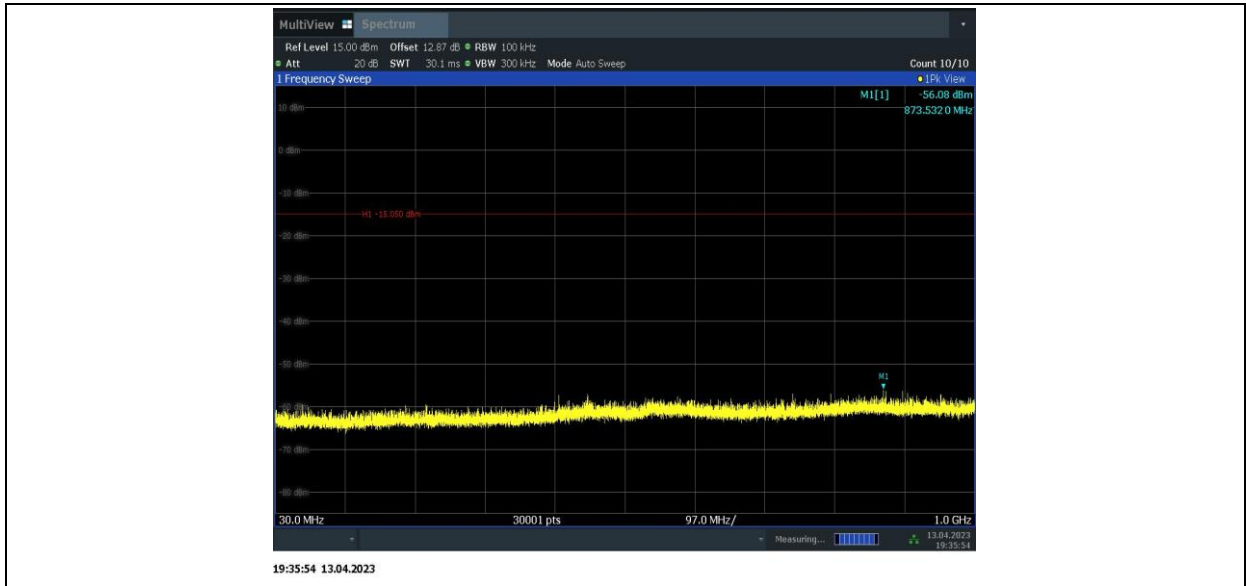 MultiView Spectrum
Ref Level 15.00 dBm Offset 12.87 dB RBW 100 kHz
Att 20 dB SWT 30.1 ms VBW 300 kHz Mode Auto Sweep Count 10/10
1 Frequency Sweep 1Pk View
M1[1] -56.08 dBm
873.5320 MHz
10 dBm
0 dBm
-10 dBm
H1 -15.050 dBm
-20 dBm
-30 dBm
-40 dBm
-50 dBm
M1
-60 dBm
-70 dBm
-80 dBm
30.0 MHz 30001 pts 97.0 MHz/ 1.0 GHz
Measuring... 13.04.2023
19:35:54
19:35:54 13.04.2023